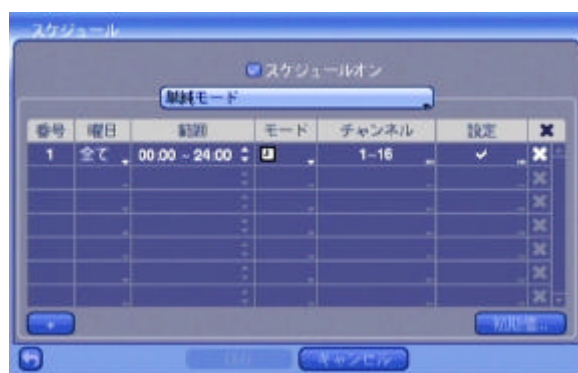 スケジュール
スケジュールオン
単純モード
番号 曜日 範囲 モード チャンネル 設定
1 全て 00:00 ~ 24:00 1~16
+
初期値...
キャンセル